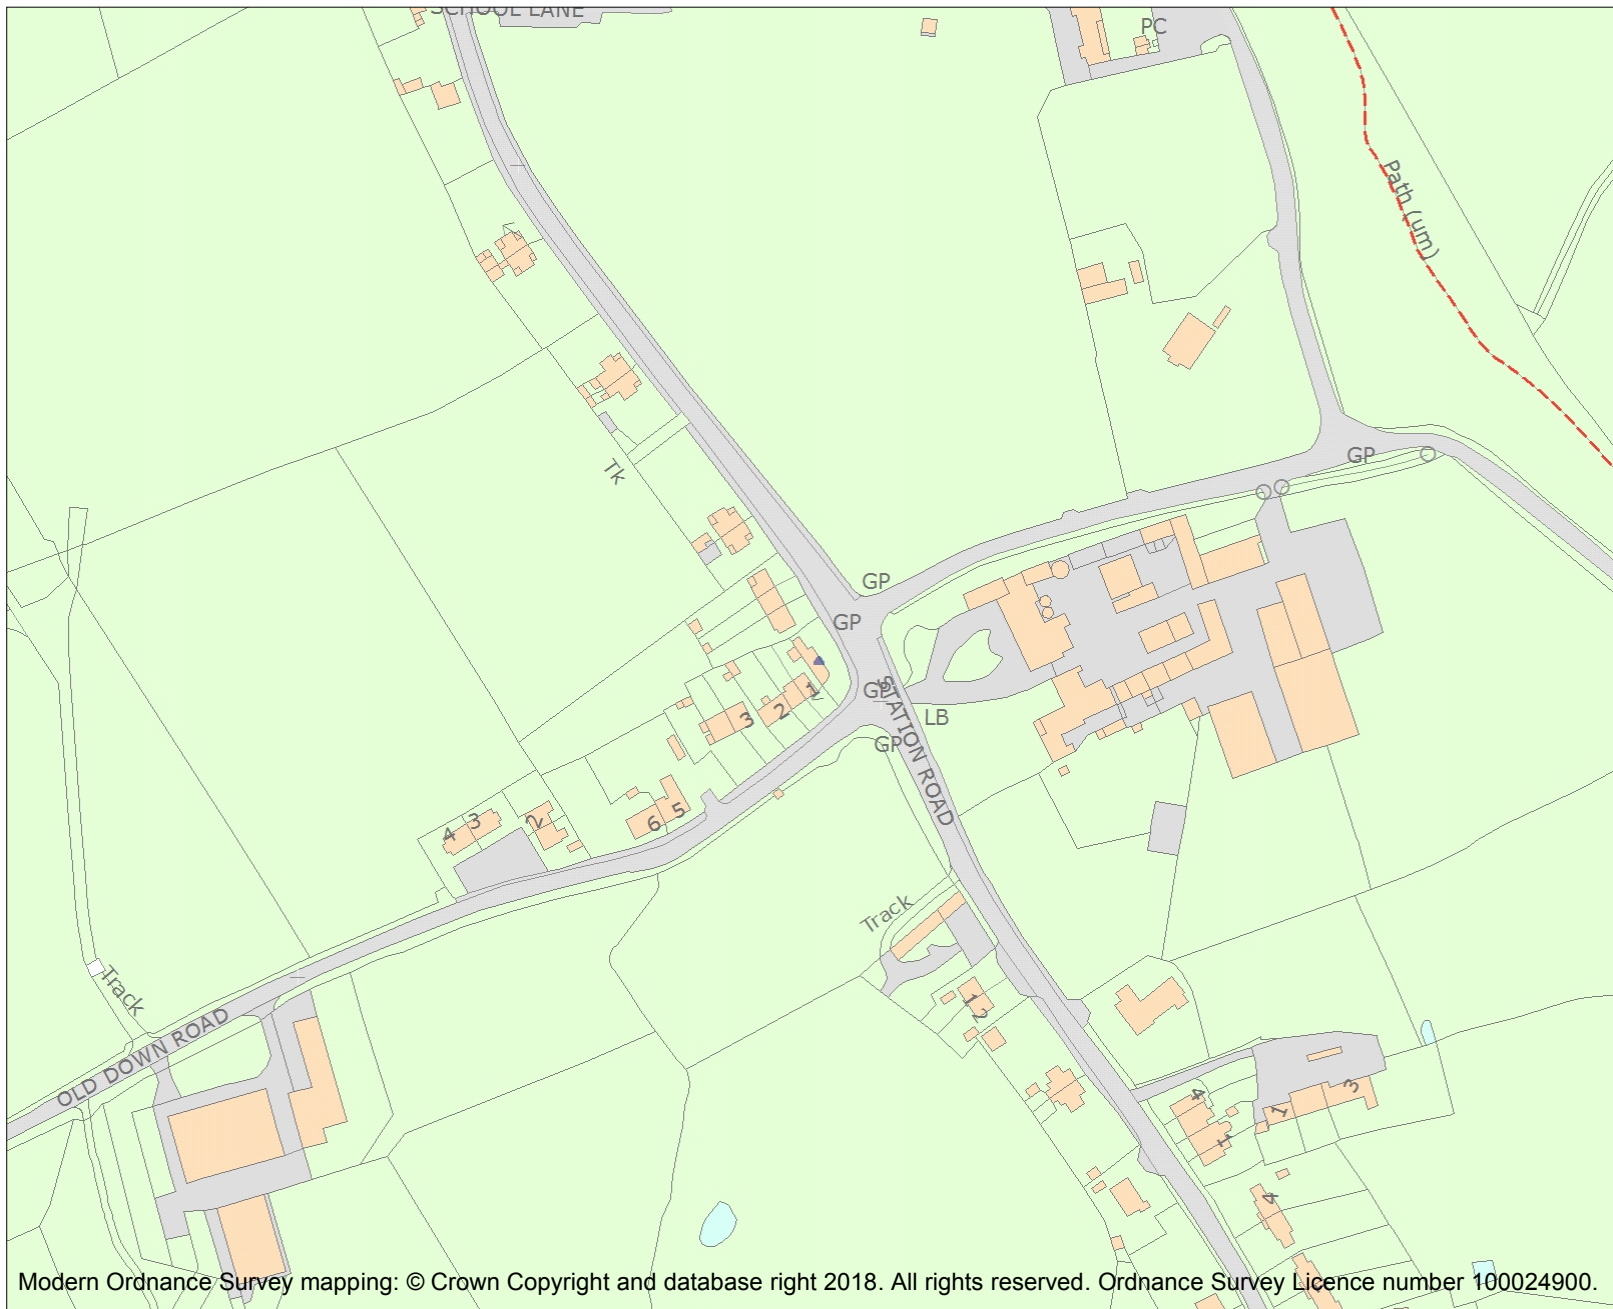 SCHOOL LANE
PC
Path (um)
Tk
GP
GP
GP
GP
GP
LB
STATION ROAD
1
2
3
5
6
2
3
4
Track
Track
OLD DOWN ROAD
1
2
4
1
1
3
4
Modern Ordnance Survey mapping: © Crown Copyright and database right 2018. All rights reserved. Ordnance Survey Licence number 100024900.